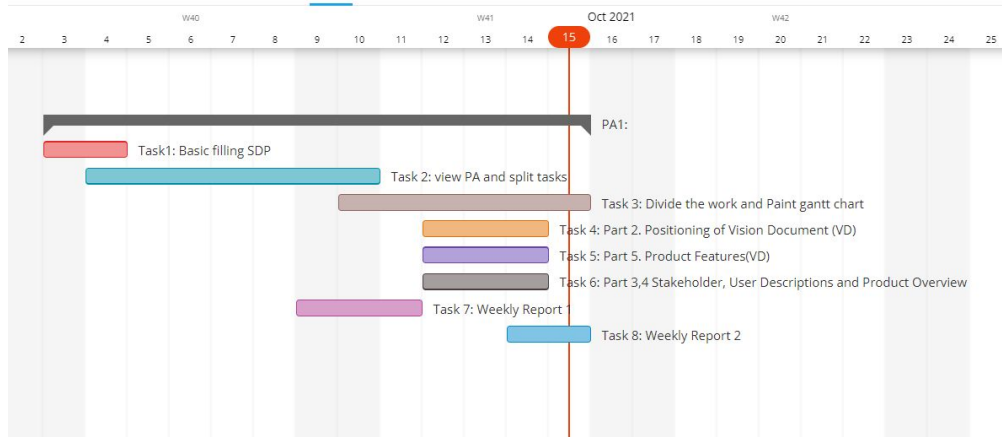 W40 W41 Oct 2021 W42
2 3 4 5 6 7 8 9 10 11 12 13 14 15 16 17 18 19 20 21 22 23 24 25
PA1:
Task1: Basic filling SDP
Task 2: view PA and split tasks
Task 3: Divide the work and Paint gantt chart
Task 4: Part 2. Positioning of Vision Document (VD)
Task 5: Part 5. Product Features(VD)
Task 6: Part 3,4 Stakeholder, User Descriptions and Product Overview
Task 7: Weekly Report 1
Task 8: Weekly Report 2